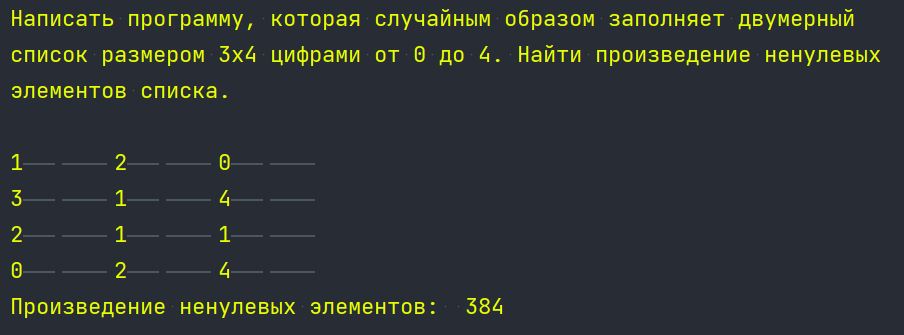 Написать программу, которая случайным образом заполняет двумерный
список размером 3х4 цифрами от 0 до 4. Найти произведение ненулевых
элементов списка.
1 2 0
3 1 4
2 1 1
0 2 4
Произведение ненулевых элементов: 384